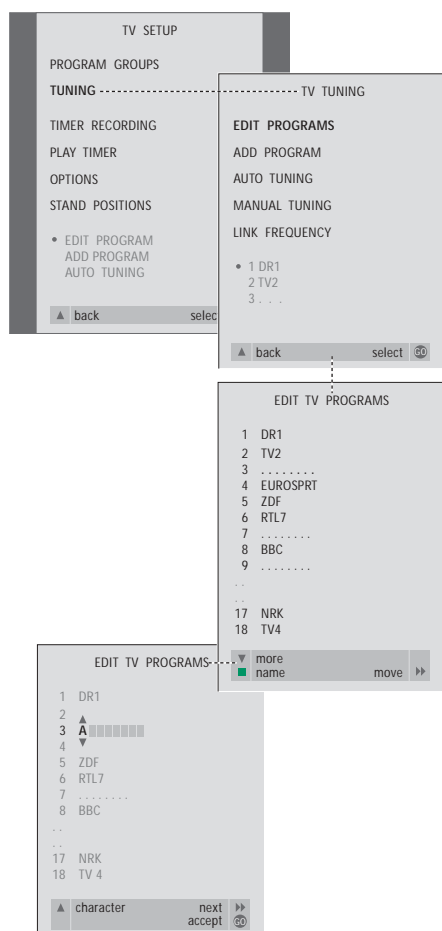 TV SETUP
PROGRAM GROUPS
TUNING
TIMER RECORDING
PLAY TIMER
OPTIONS
STAND POSITIONS
• EDIT PROGRAM
ADD PROGRAM
AUTO TUNING
▲ back selec
TV TUNING
EDIT PROGRAMS
ADD PROGRAM
AUTO TUNING
MANUAL TUNING
LINK FREQUENCY
• 1 DR1
2 TV2
3 . . .
▲ back select GO
EDIT TV PROGRAMS
1 DR1
2 TV2
3 . . . . . . . .
4 EUROSPRT
5 ZDF
6 RTL7
7 . . . . . . . .
8 BBC
9 . . . . . . . .
. .
. .
17 NRK
18 TV4
▼ more
name move
EDIT TV PROGRAMS
1 DR1
2
3 A
4
5 ZDF
6 RTL7
7 . . . . . . . .
8 BBC
. .
. .
17 NRK
18 TV 4
▲ character next
accept GO